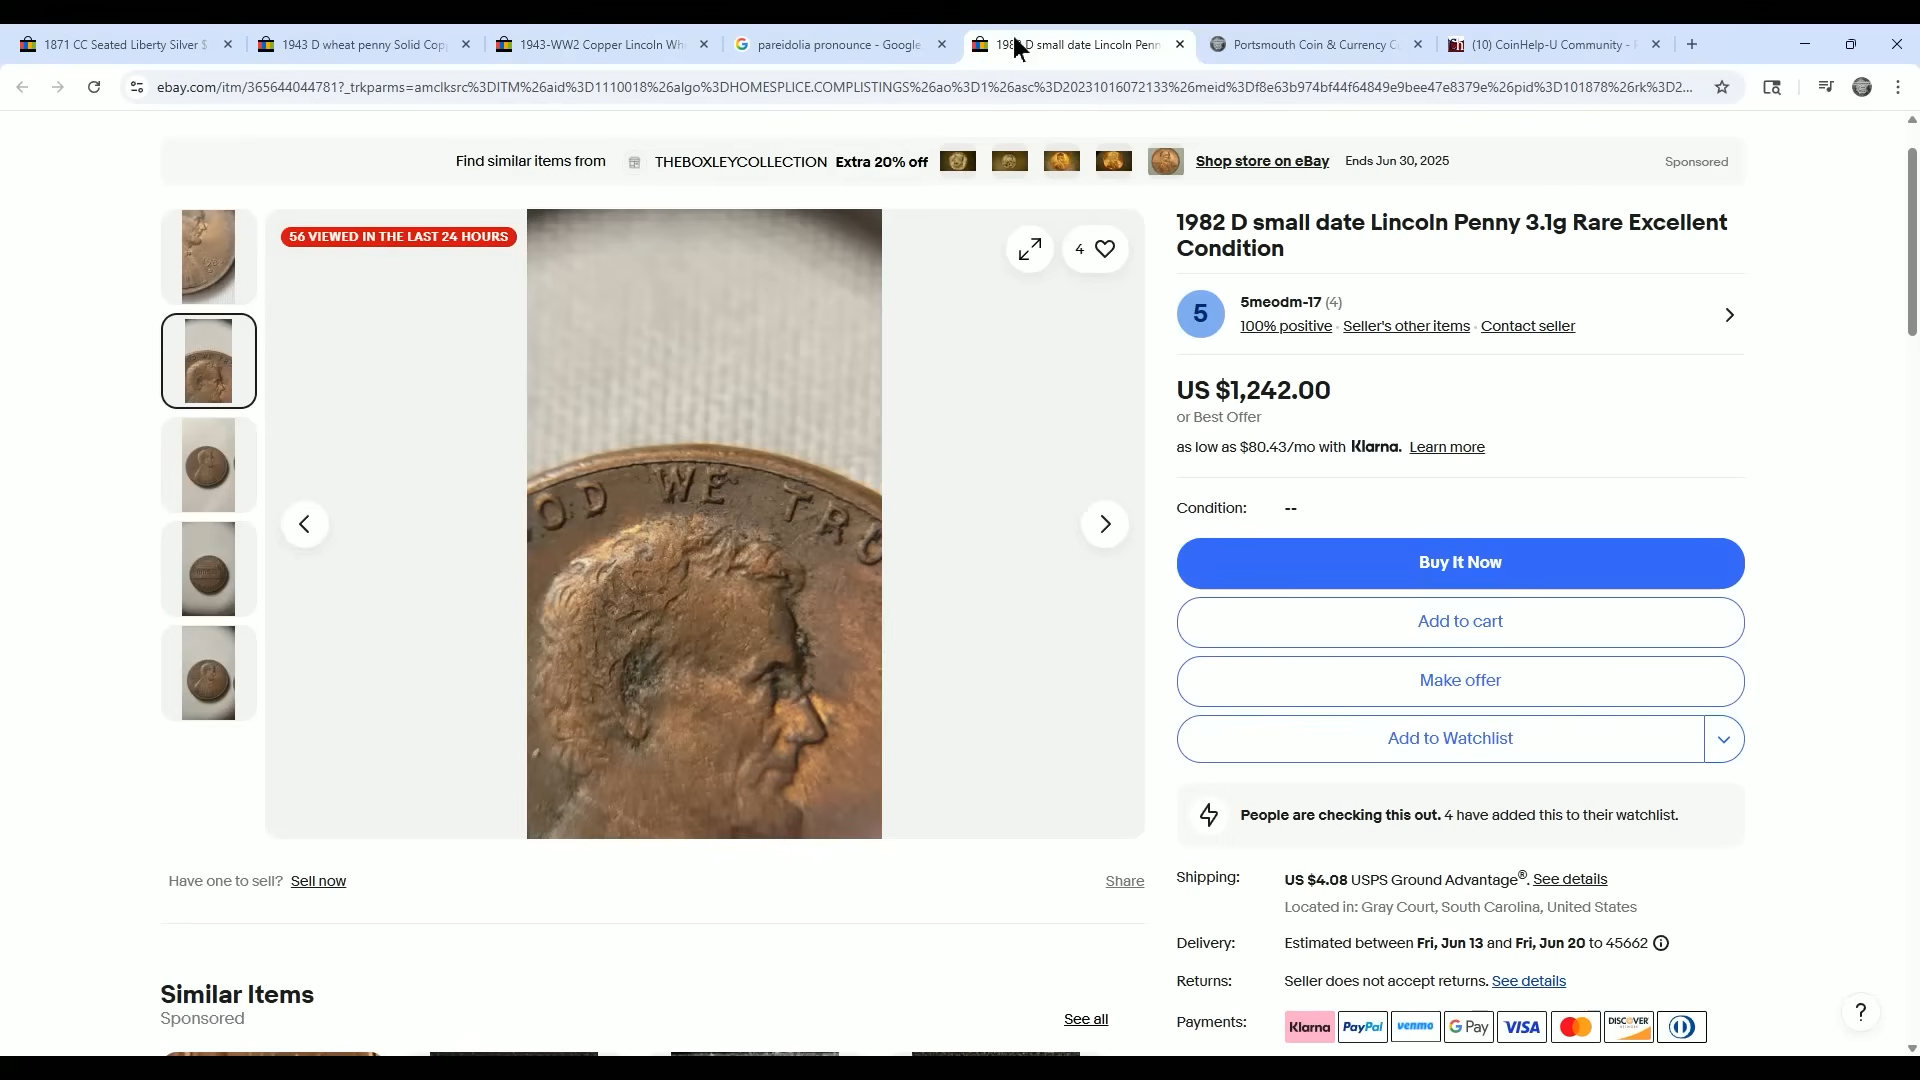 1871 CC Seated Liberty Silver $
1943 D wheat penny Solid Cop
1943-WW2 Copper Lincoln Wh
pareidolia pronounce - Google
D small date Lincoln Penn
Portsmouth Coin & Currency C
(10) CoinHelp-U Community -
ebay.com/itm/365644044781?_trkparms=amclksrc%3DITM%26aid%3D1110018%26algo%3DHOMESPLICE.COMPLISTINGS%26ao%3D1%26asc%3D20231016072133%26meid%3Df8e63b974bf44f64849e9bee47e8379e%26pid%3D101878%26rk%3D2...
Find similar items from THEBOXLEYCOLLECTION Extra 20% off Shop store on eBay Ends Jun 30, 2025 Sponsored
56 VIEWED IN THE LAST 24 HOURS
4
OD WE TRU
1982 D small date Lincoln Penny 3.1g Rare Excellent
Condition
5
5meodm-17 (4)
100% positive · Seller's other items · Contact seller
US $1,242.00
or Best Offer
as low as $80.43/mo with Klarna. Learn more
Condition: --
Buy It Now
Add to cart
Make offer
Add to Watchlist
People are checking this out. 4 have added this to their watchlist.
Shipping: US $4.08 USPS Ground Advantage®. See details
Located in: Gray Court, South Carolina, United States
Delivery: Estimated between Fri, Jun 13 and Fri, Jun 20 to 45662
Returns: Seller does not accept returns. See details
Payments: Klarna PayPal venmo G Pay VISA DISCOVER
Have one to sell? Sell now
Share
Similar Items
Sponsored
See all
?